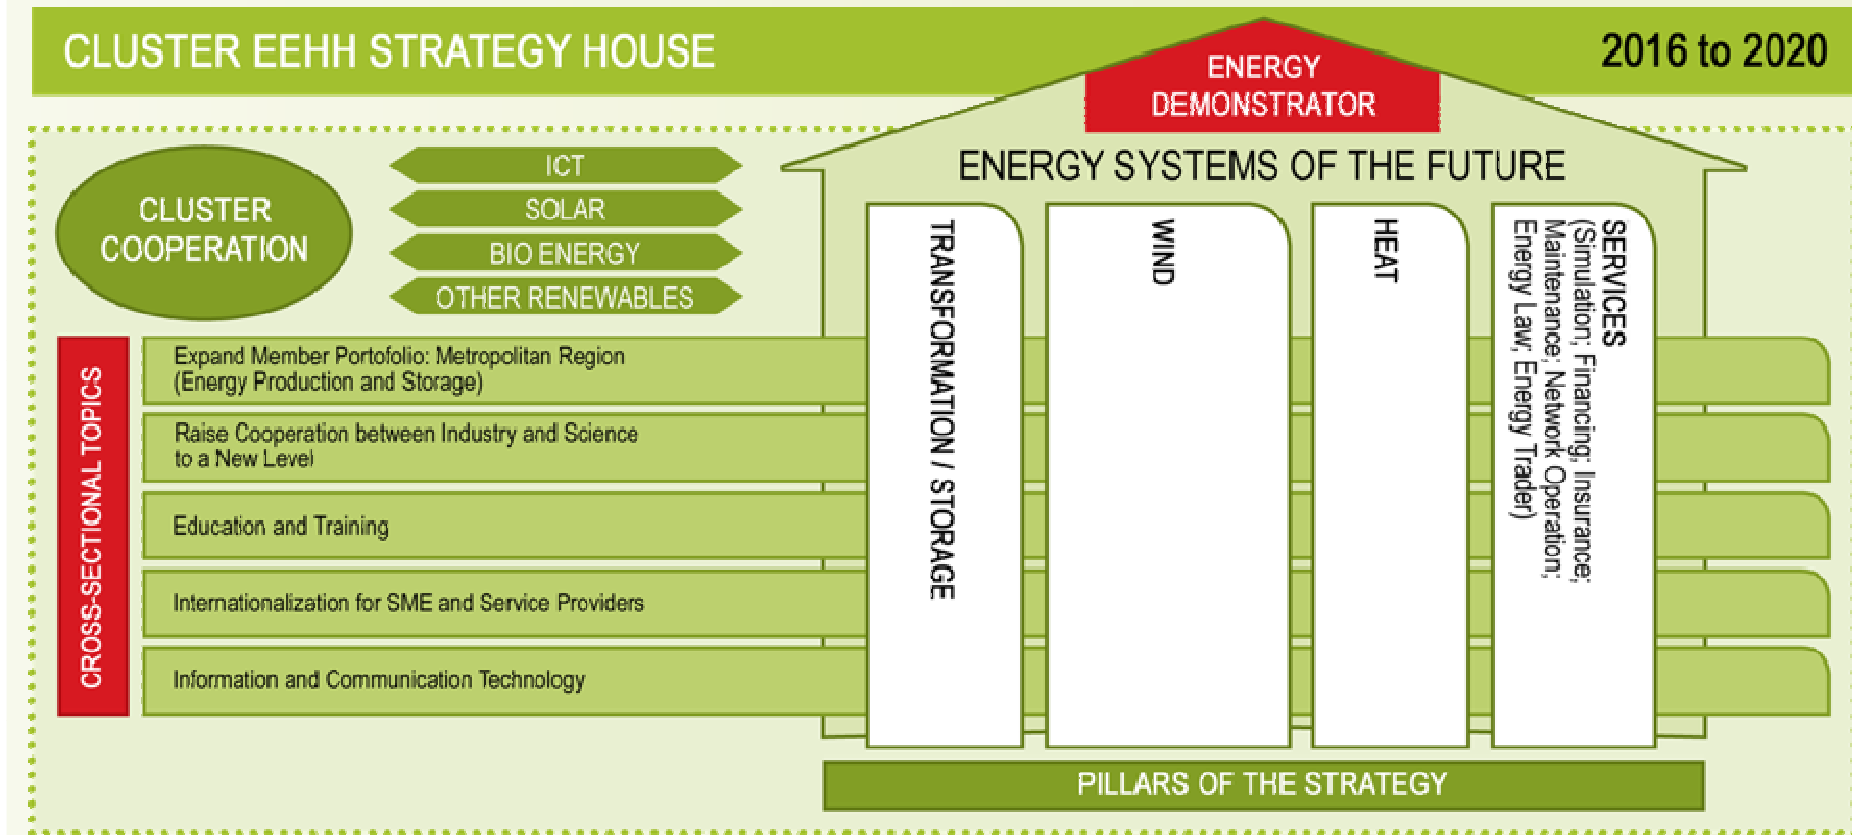 CLUSTER EEHH STRATEGY HOUSE
2016 to 2020
ENERGY
DEMONSTRATOR
ENERGY SYSTEMS OF THE FUTURE
CLUSTER
COOPERATION
ICT
SOLAR
BIO ENERGY
OTHER RENEWABLES
CROSS-SECTIONAL TOPICS
Expand Member Portofolio: Metropolitan Region
(Energy Production and Storage)
Raise Cooperation between Industry and Science
to a New Level
Education and Training
Internationalization for SME and Service Providers
Information and Communication Technology
TRANSFORMATION / STORAGE
WIND
HEAT
SERVICES
(Simulation; Financing; Insurance;
Maintenance; Network Operation;
Energy Law; Energy Trader)
PILLARS OF THE STRATEGY